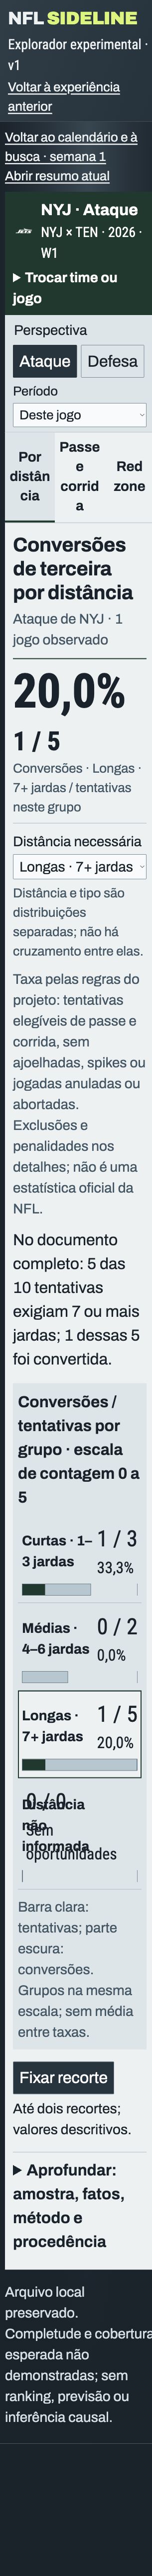 NFL SIDELINE
Explorador experimental ·
v1
Voltar à experiência
anterior
Voltar ao calendário e à
busca · semana 1
Abrir resumo atual
NYJ · Ataque
NYJ × TEN · 2026 ·
W1
▶ Trocar time ou
jogo
Perspectiva
Ataque Defesa
Período
Deste jogo
Por
distân
cia
Passe
e
corrid
a
Red
zone
Conversões
de terceira
por distância
Ataque de NYJ · 1
jogo observado
20,0%
1 / 5
Conversões · Longas ·
7+ jardas / tentativas
neste grupo
Distância necessária
Longas · 7+ jardas
Distância e tipo são
distribuições
separadas; não há
cruzamento entre elas.
Taxa pelas regras do
projeto: tentativas
elegíveis de passe e
corrida, sem
ajoelhadas, spikes ou
jogadas anuladas ou
abortadas.
Exclusões e
penalidades nos
detalhes; não é uma
estatística oficial da
NFL.
No documento
completo: 5 das
10 tentativas
exigiam 7 ou mais
jardas; 1 dessas 5
foi convertida.
Conversões /
tentativas por
grupo · escala
de contagem 0 a
5
Curtas · 1–
3 jardas
1 / 3
33,3%
Médias ·
4–6 jardas
0 / 2
0,0%
Longas ·
7+ jardas
1 / 5
20,0%
Distância
não
informada
0 / 0
Sem
oportunidades
Barra clara:
tentativas; parte
escura:
conversões.
Grupos na mesma
escala; sem média
entre taxas.
Fixar recorte
Até dois recortes;
valores descritivos.
▶ Aprofundar:
amostra, fatos,
método e
procedência
Arquivo local
preservado.
Completude e cobertura
esperada não
demonstradas; sem
ranking, previsão ou
inferência causal.